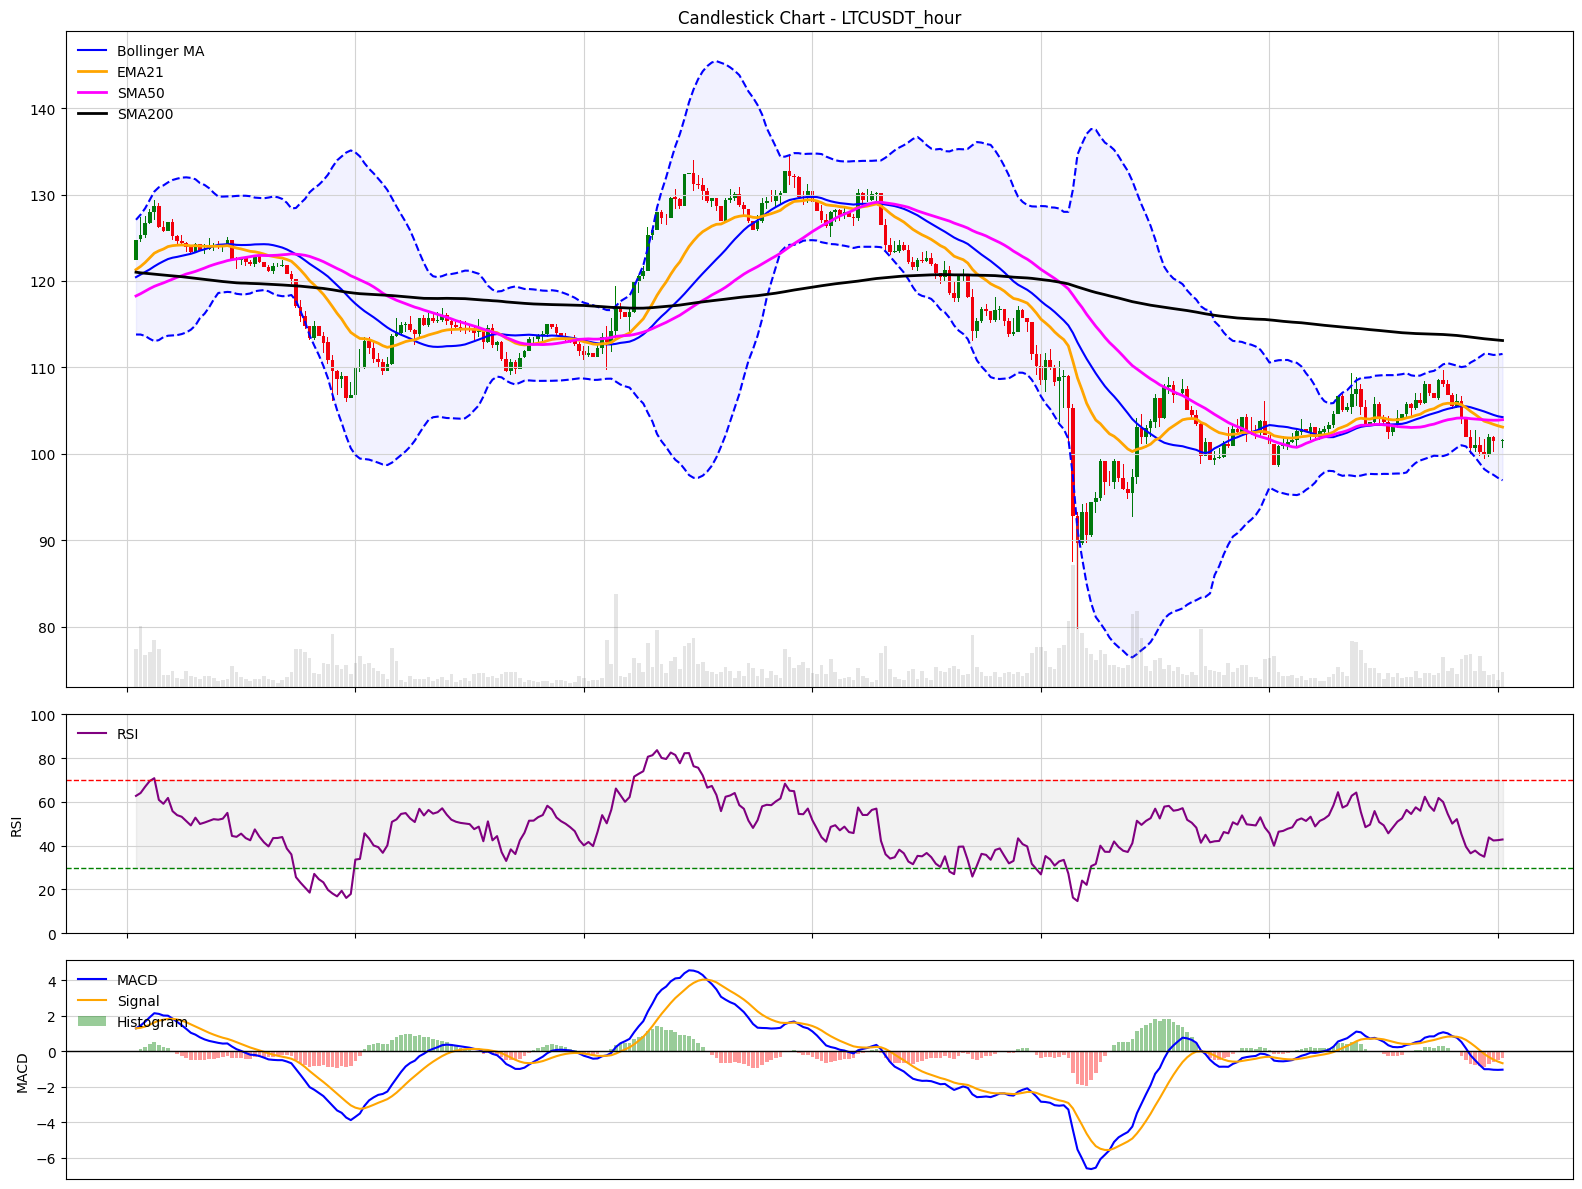 Candlestick Chart - LTCUSDT_hour
Bollinger MA
EMA21
SMA50
SMA200
140
130
120
110
100
90
80
RSI
100
80
60
40
20
0
RSI
MACD
Signal
Histogram
4
2
0
−2
−4
−6
MACD